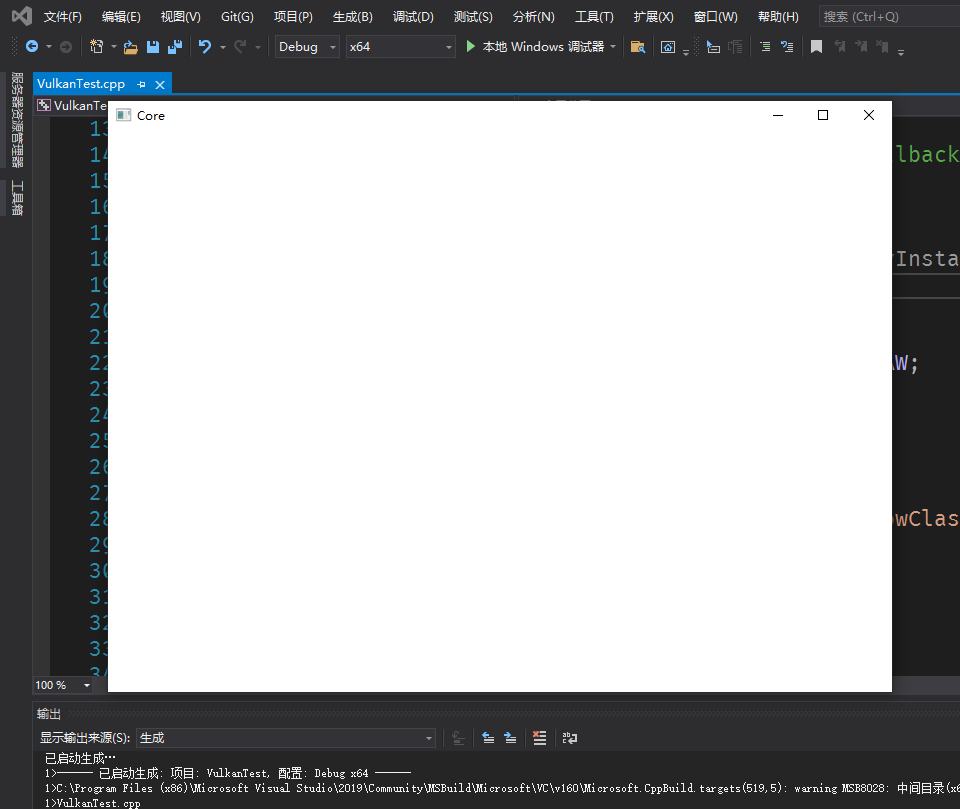 文件(F) 编辑(E) 视图(V) Git(G) 项目(P) 生成(B) 调试(D) 测试(S) 分析(N) 工具(T) 扩展(X) 窗口(W) 帮助(H) 搜索 (Ctrl+Q)
Debug x64 本地 Windows 调试器
服务器资源管理器
工具箱
VulkanTest.cpp
VulkanTe
Core
13
14 lback
15
16
17
18 Insta
19
20
21
22 W;
23
24
25
26
27
28 owClas
29
30
31
32
33
34
100 %
输出
显示输出来源(S): 生成
已启动生成…
1>------ 已启动生成: 项目: VulkanTest, 配置: Debug x64 ------
1>C:\Program Files (x86)\Microsoft Visual Studio\2019\Community\MSBuild\Microsoft\VC\v160\Microsoft.CppBuild.targets(519,5): warning MSB8028: 中间目录(x6
1>VulkanTest.cpp